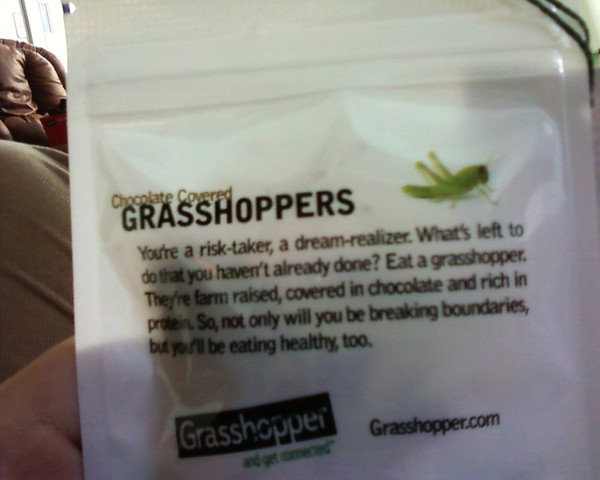 Chocolate Covered
GRASSHOPPERS
You're a risk-taker, a dream-realizer. What's left to
do that you haven't already done? Eat a grasshopper.
They're farm raised, covered in chocolate and rich in
protein. So, not only will you be breaking boundaries,
but you'll be eating healthy, too.
Grasshopper™
and get connected™
Grasshopper.com